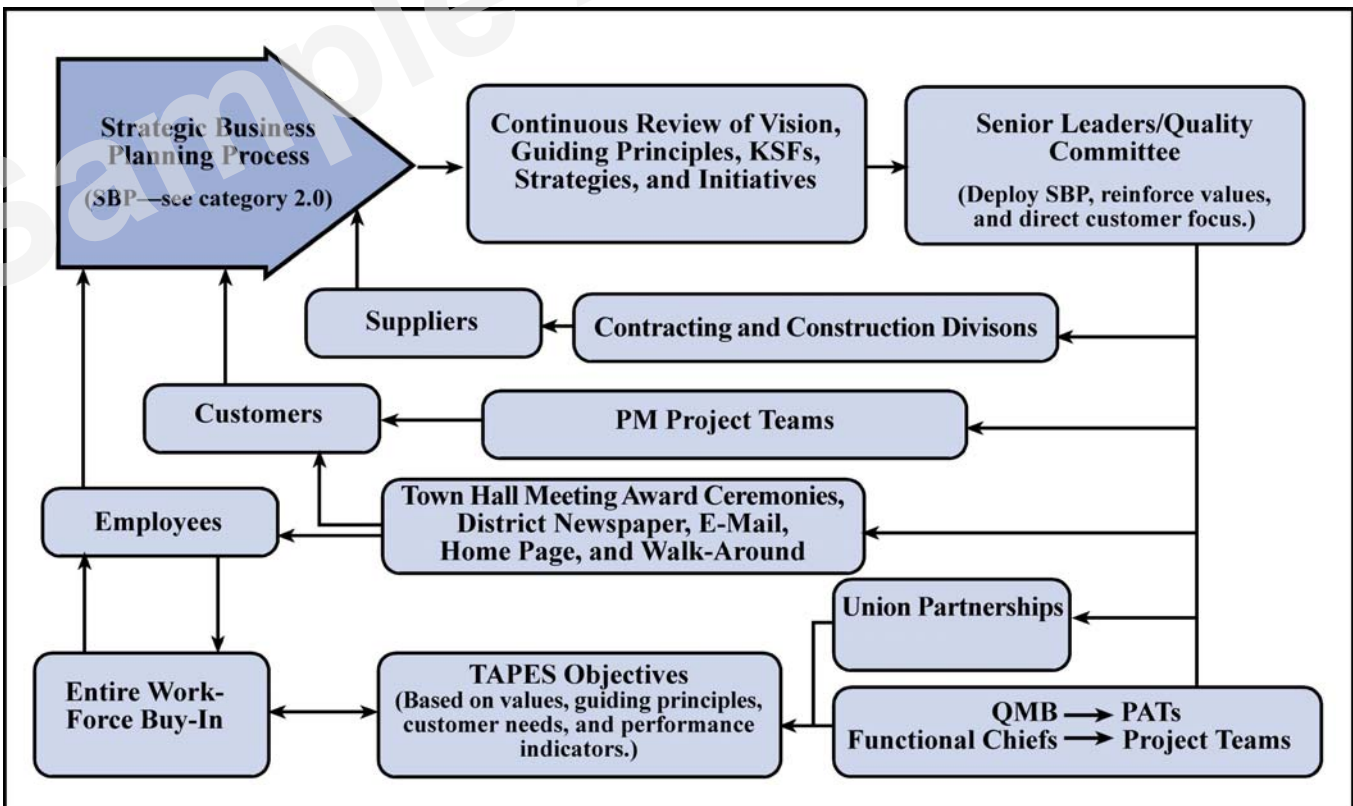 Sample
Strategic Business
Planning Process
(SBP—see category 2.0)
Continuous Review of Vision,
Guiding Principles, KSFs,
Strategies, and Initiatives
Senior Leaders/Quality
Committee
(Deploy SBP, reinforce values,
and direct customer focus.)
Suppliers
Contracting and Construction Divisons
Customers
PM Project Teams
Employees
Town Hall Meeting Award Ceremonies,
District Newspaper, E-Mail,
Home Page, and Walk-Around
Union Partnerships
Entire Work-
Force Buy-In
TAPES Objectives
(Based on values, guiding principles,
customer needs, and performance
indicators.)
QMB PATs
Functional Chiefs Project Teams